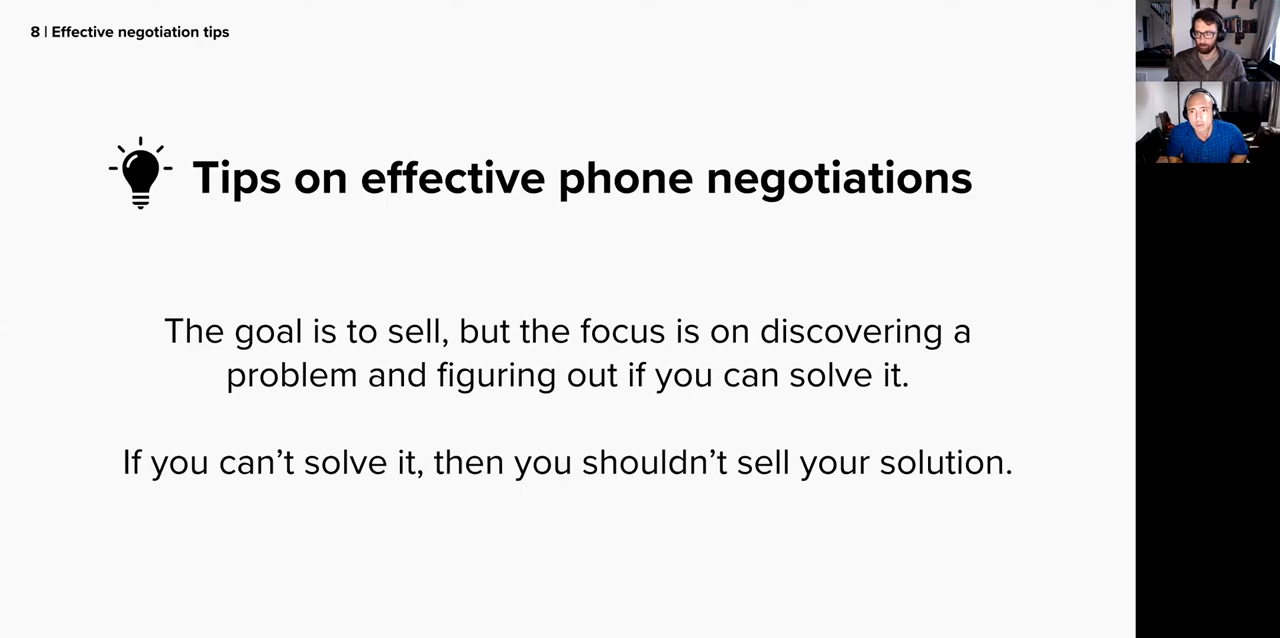 8 | Effective negotiation tips
Tips on effective phone negotiations
The goal is to sell, but the focus is on discovering a
problem and figuring out if you can solve it.
If you can’t solve it, then you shouldn’t sell your solution.